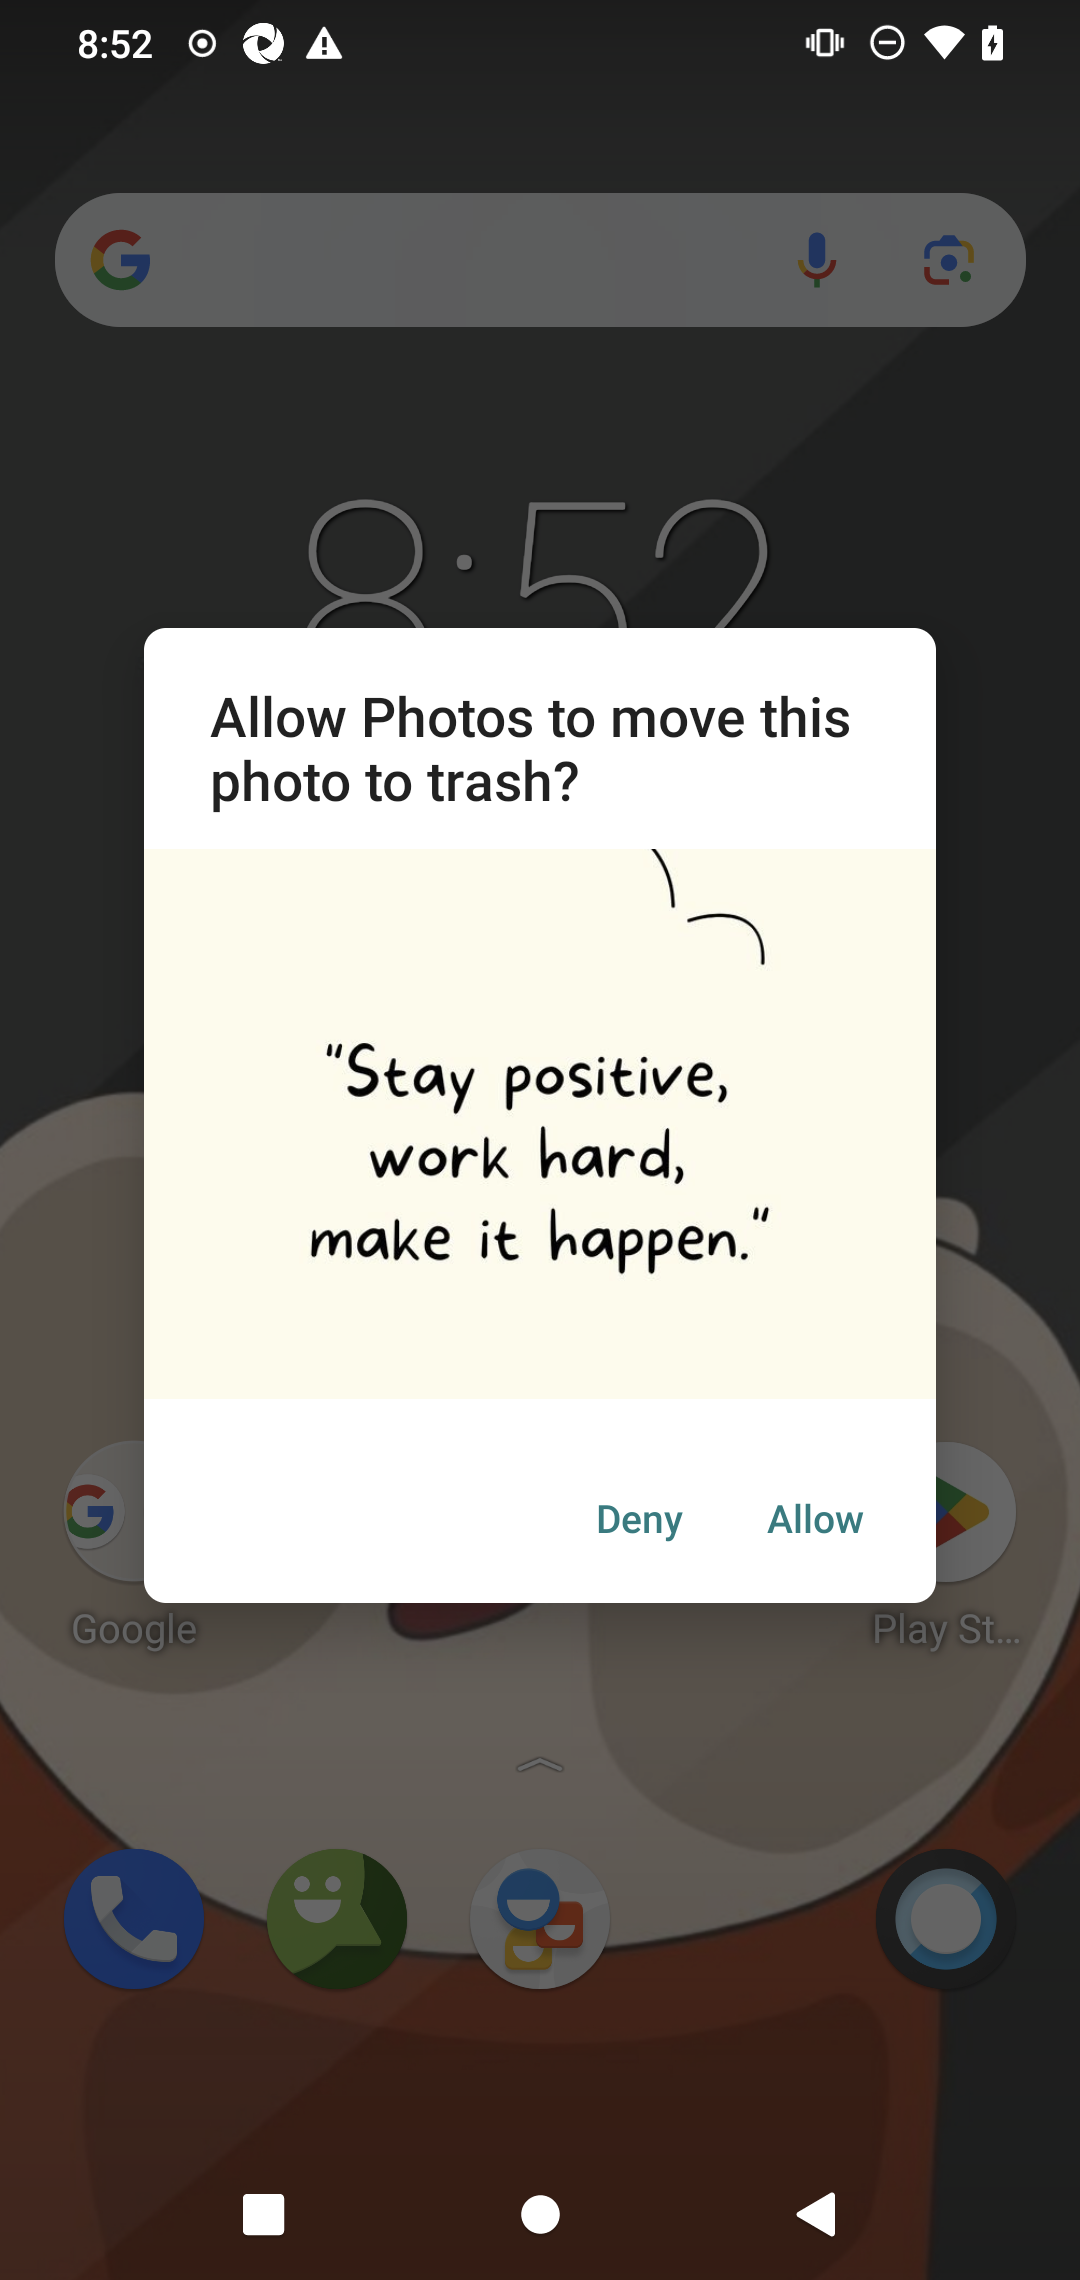 8:52
8:52
Allow Photos to move this
photo to trash?
"Stay positive,
work hard,
make it happen."
Deny Allow
Google
Play St…